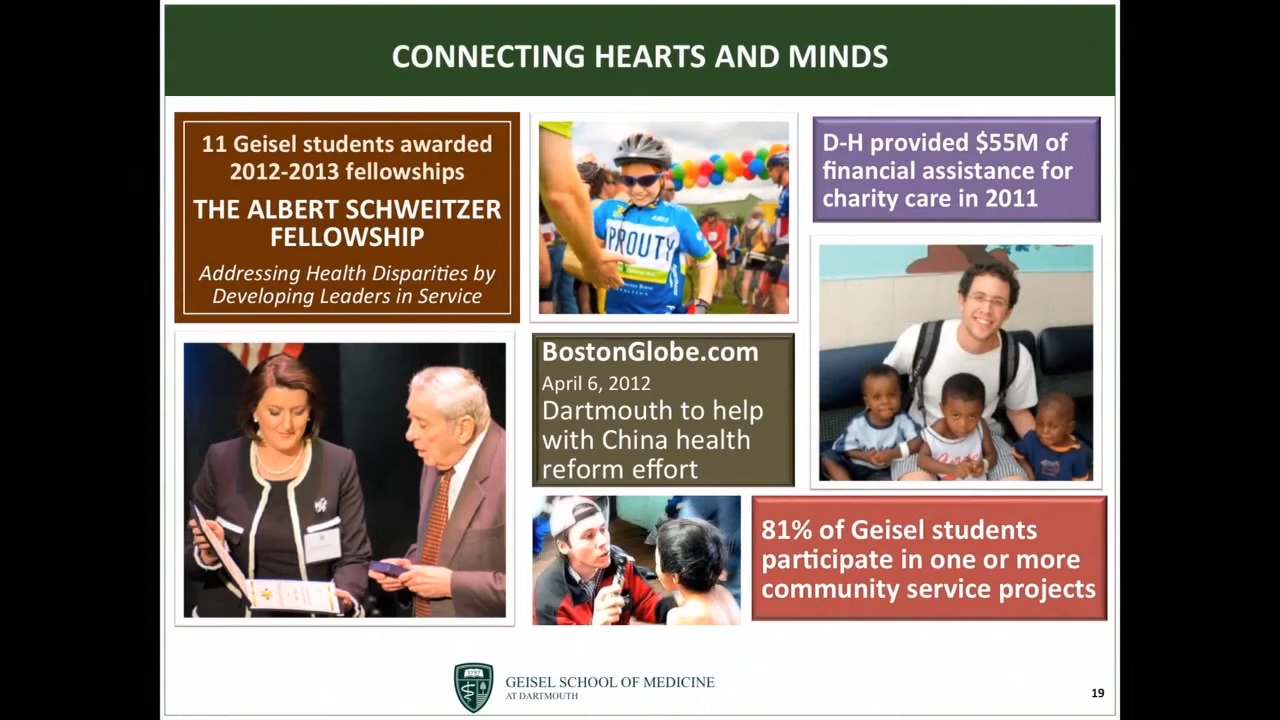 CONNECTING HEARTS AND MINDS
11 Geisel students awarded
2012-2013 fellowships
THE ALBERT SCHWEITZER
FELLOWSHIP
Addressing Health Disparities by
Developing Leaders in Service
PROUTY
D-H provided $55M of
financial assistance for
charity care in 2011
BostonGlobe.com
April 6, 2012
Dartmouth to help
with China health
reform effort
81% of Geisel students
participate in one or more
community service projects
GEISEL SCHOOL OF MEDICINE
AT DARTMOUTH
19